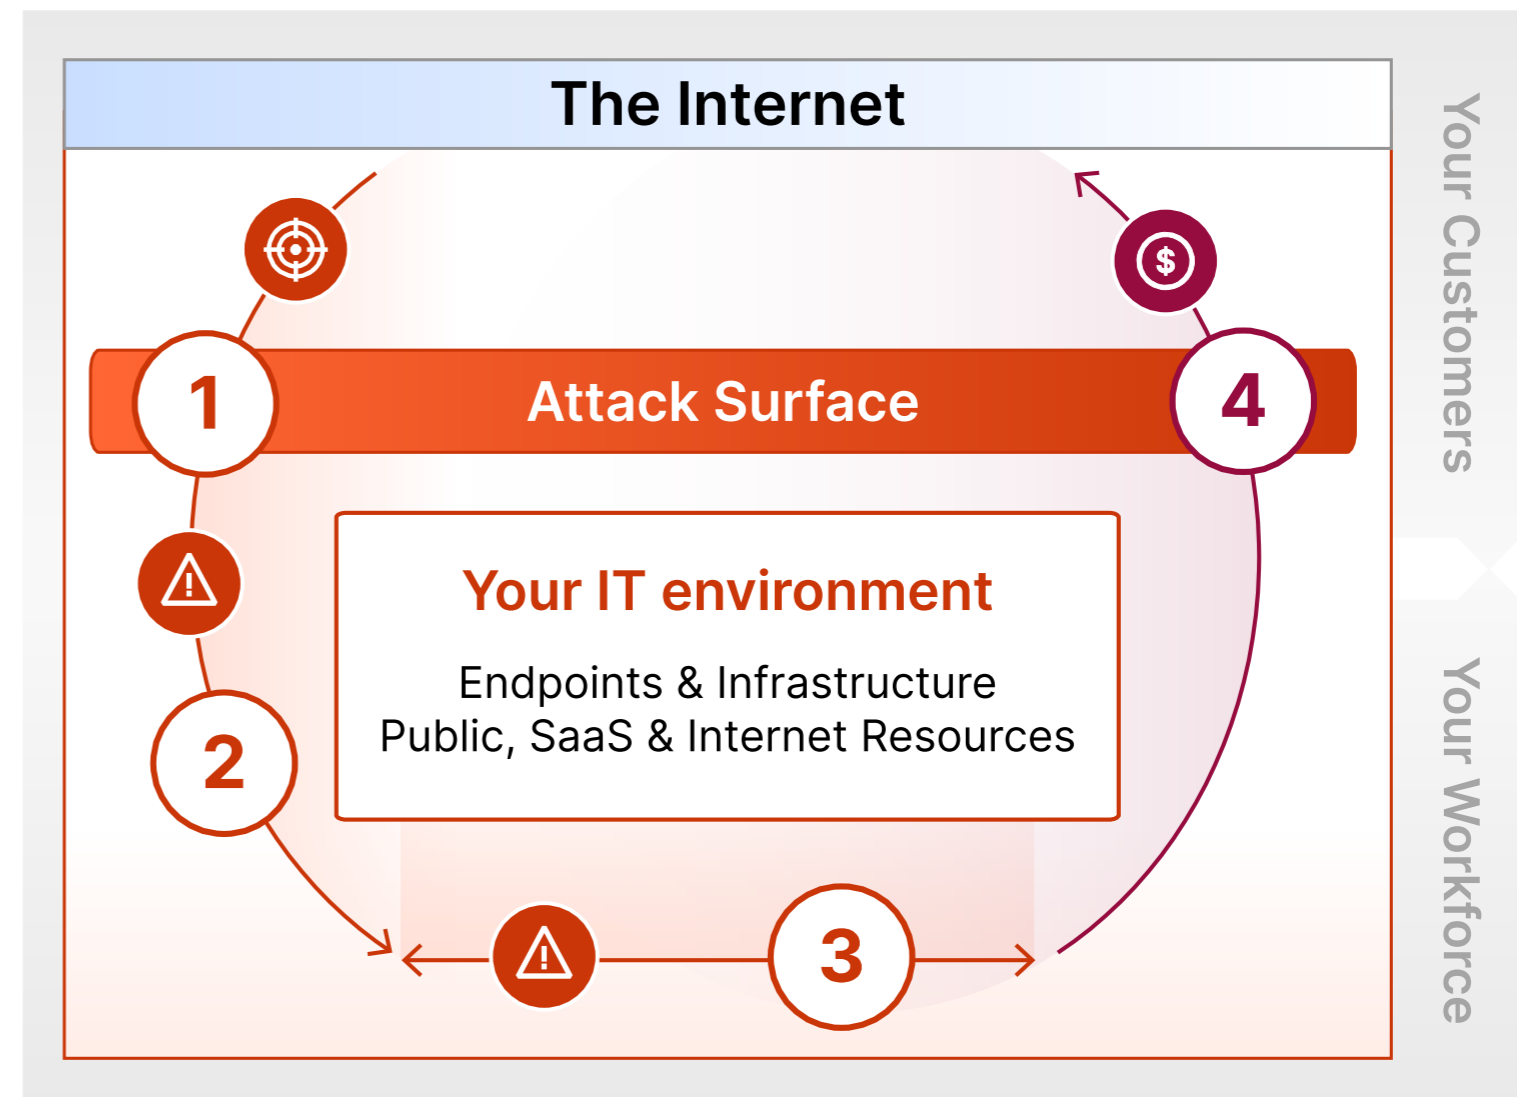 The Internet
$
1
Attack Surface
4
Your IT environment
Endpoints & Infrastructure
Public, SaaS & Internet Resources
!
2
!
3
Your Customers
Your Workforce